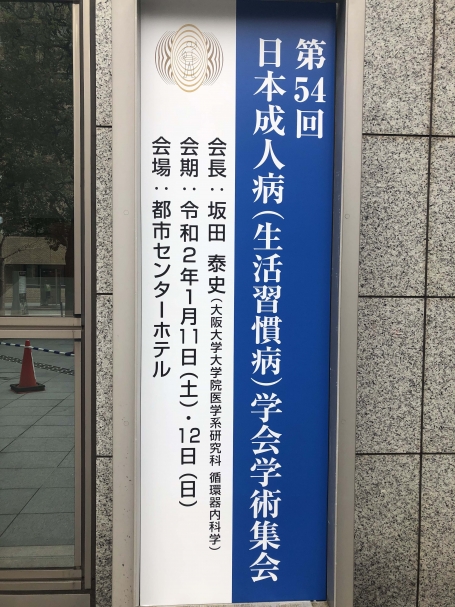 第54回
日本成人病(生活習慣病)学会学術集会
会長:坂田 泰史(大阪大学大学院医学系研究科 循環器内科学)
会期:令和2年1月11日(土)・12日(日)
会場:都市センターホテル